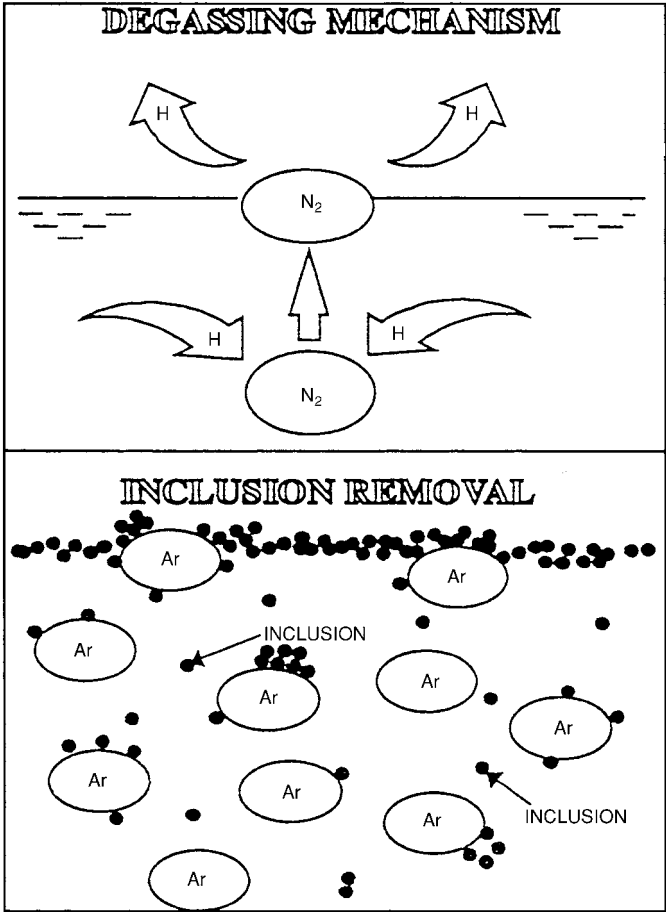 DEGASSING MECHANISM
H H
N2
H H
N2
INCLUSION REMOVAL
Ar Ar
INCLUSION
Ar Ar
Ar
Ar
Ar
Ar
INCLUSION
Ar
Ar